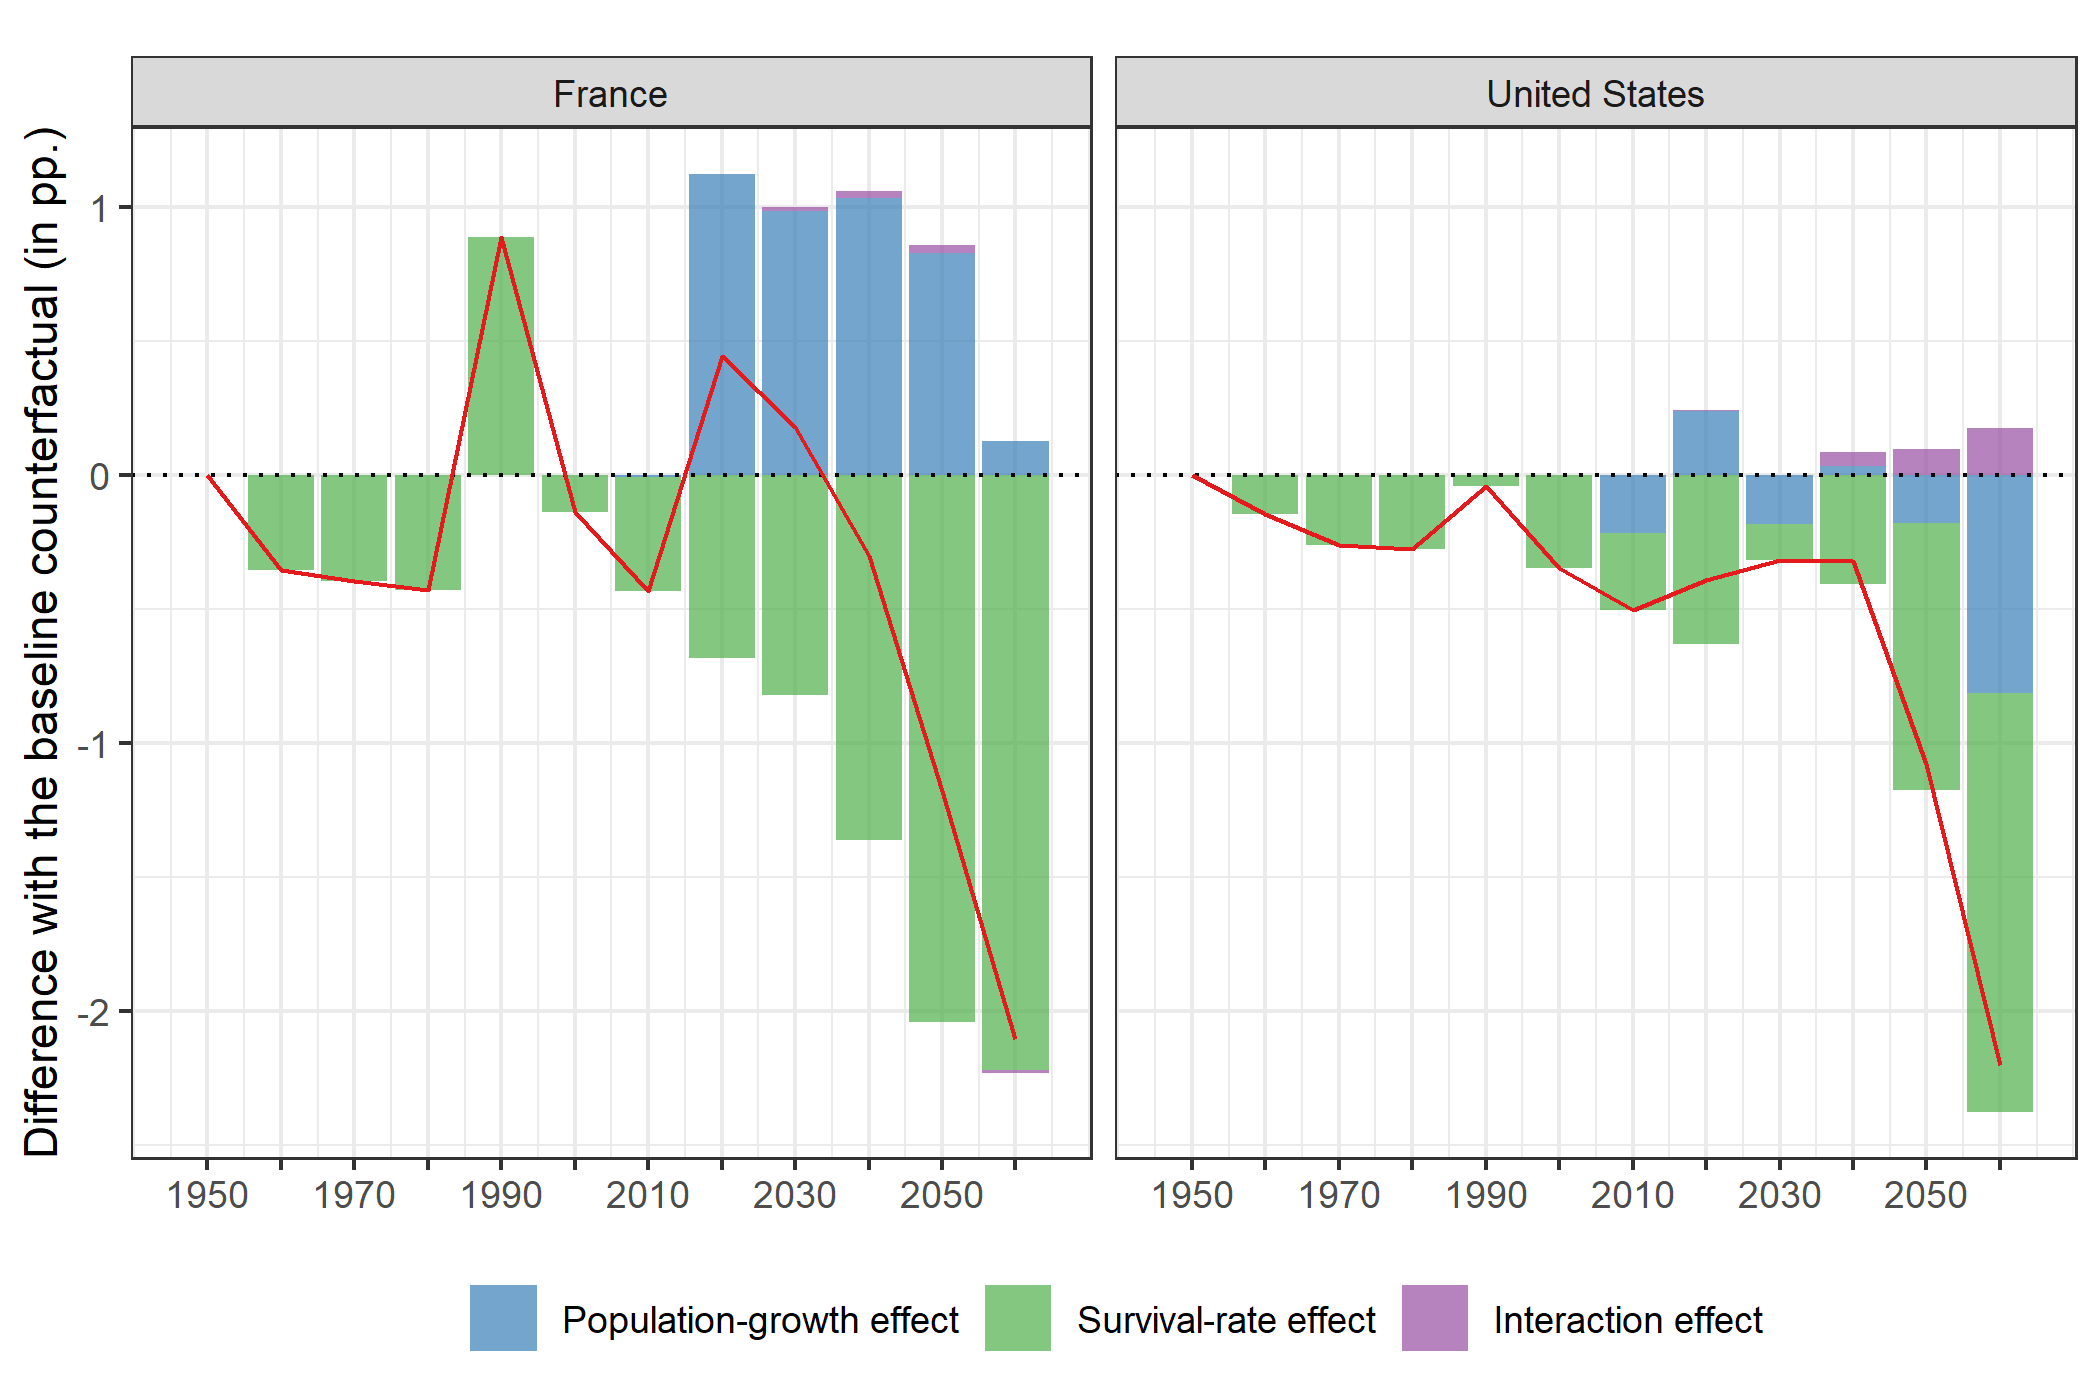 France
United States
Difference with the baseline counterfactual (in pp.)
1
0
-1
-2
1950 1970 1990 2010 2030 2050
1950 1970 1990 2010 2030 2050
Population-growth effect
Survival-rate effect
Interaction effect